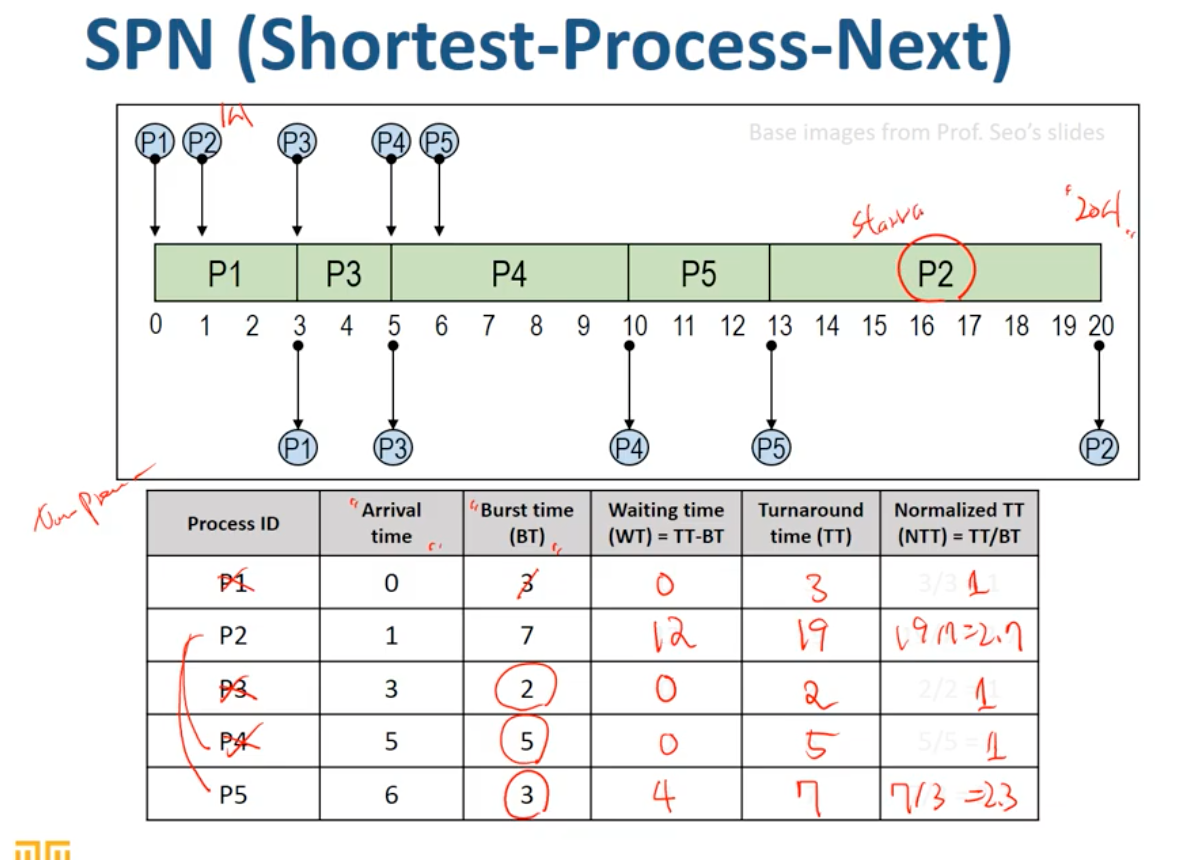 SPN (Shortest-Process-Next)
P1 P2 P3 P4 P5
Base images from Prof. Seo's slides
Starva
P1 P3 P4 P5 P2
0 1 2 3 4 5 6 7 8 9 10 11 12 13 14 15 16 17 18 19 20
P1 P3 P4 P5 P2
Process ID Arrival time Burst time (BT) Waiting time (WT) = TT-BT Turnaround time (TT) Normalized TT (NTT) = TT/BT
P1 0 3 0 3 3/3 1
P2 1 7 12 19 19/7=2.7
P3 3 2 0 2 2/2 1
P4 5 5 0 5 5/5 = 1
P5 6 3 4 7 7/3 =2.3